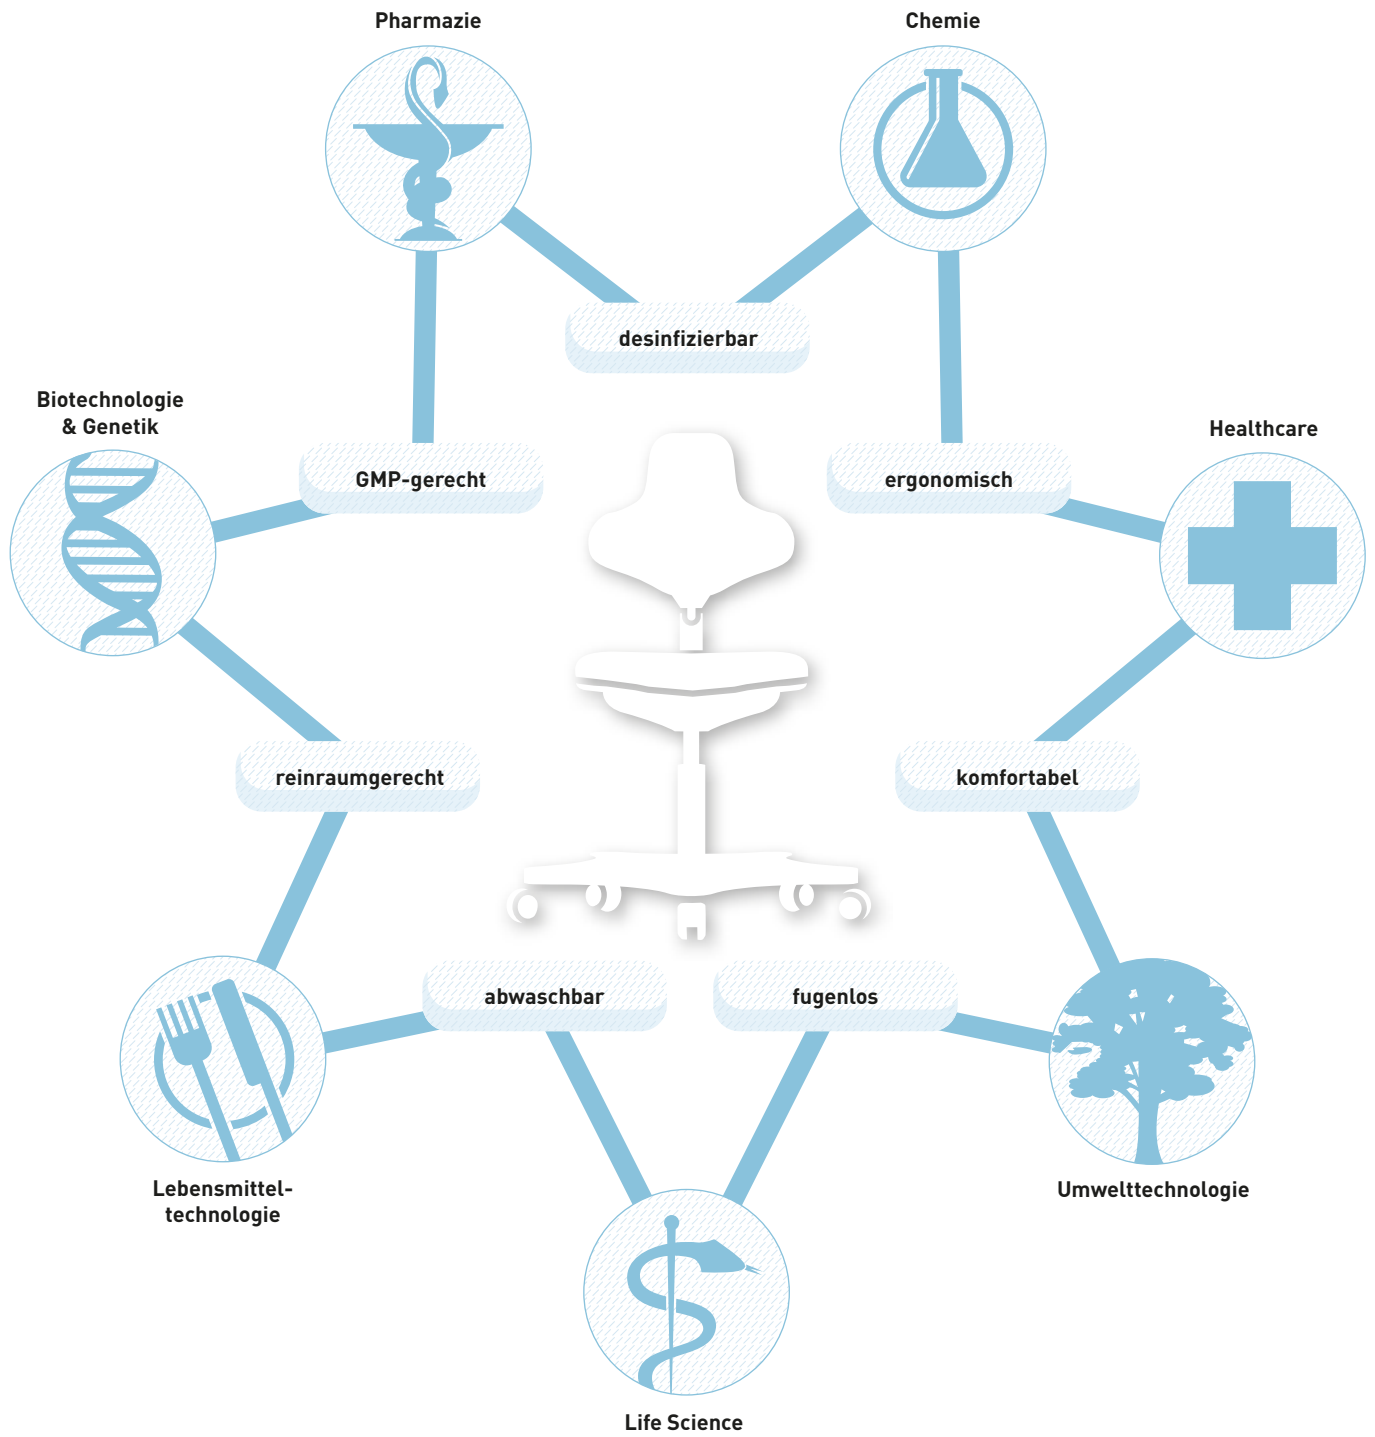 Pharmazie
Chemie
desinfizierbar
Biotechnologie
& Genetik
Healthcare
GMP-gerecht
ergonomisch
reinraumgerecht
komfortabel
abwaschbar
fugenlos
Lebensmittel-
technologie
Umwelttechnologie
Life Science